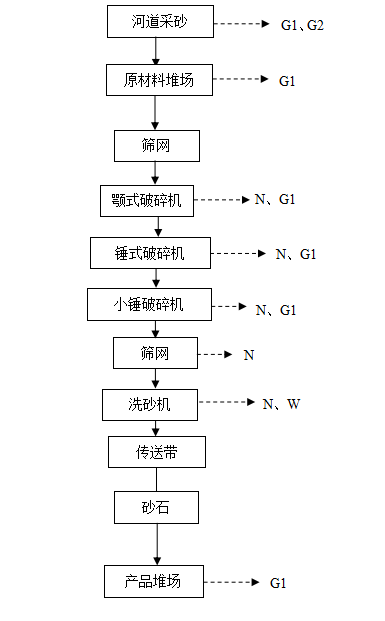 河道采砂
G1、G2
原材料堆场
G1
筛网
颚式破碎机
N、G1
锤式破碎机
N、G1
小锤破碎机
N、G1
筛网
N
洗砂机
N、W
传送带
砂石
产品堆场
G1